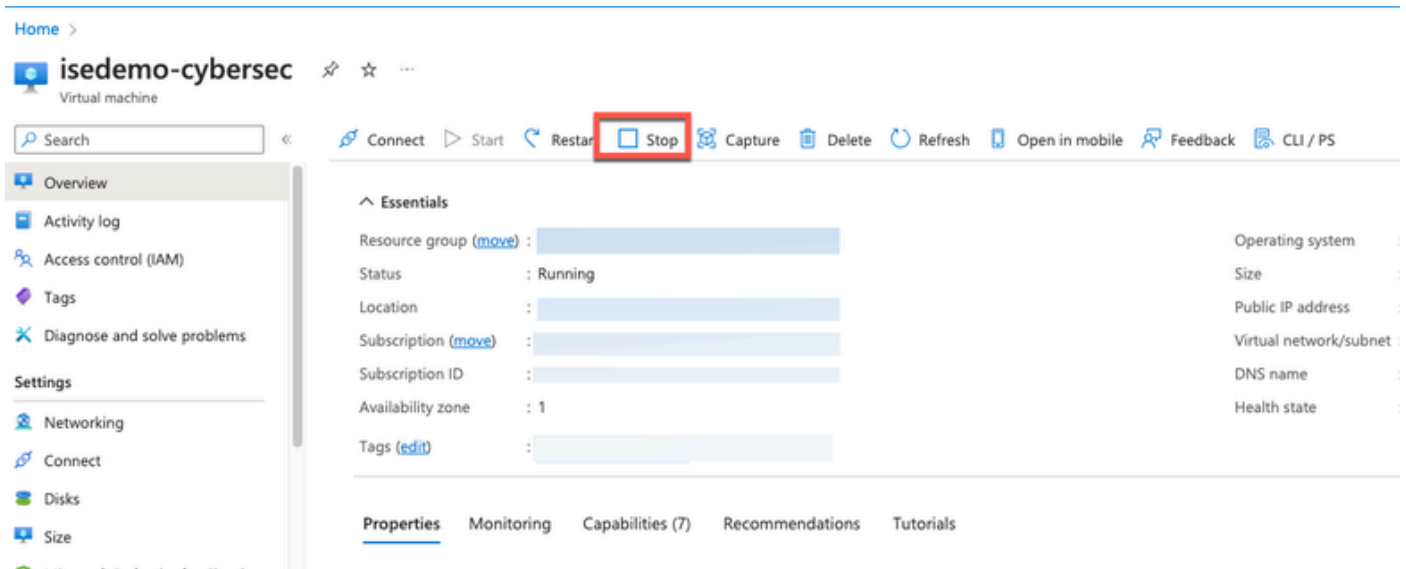 Home >
isedemo-cybersec
Virtual machine
Search
Connect Start Restar Stop Capture Delete Refresh Open in mobile Feedback CLI / PS
Overview
Activity log
Access control (IAM)
Tags
Diagnose and solve problems
Settings
Networking
Connect
Disks
Size
Essentials
Resource group (move) :
Status : Running
Location :
Subscription (move) :
Subscription ID :
Availability zone : 1
Tags (edit) :
Operating system :
Size :
Public IP address :
Virtual network/subnet :
DNS name :
Health state :
Properties Monitoring Capabilities (7) Recommendations Tutorials